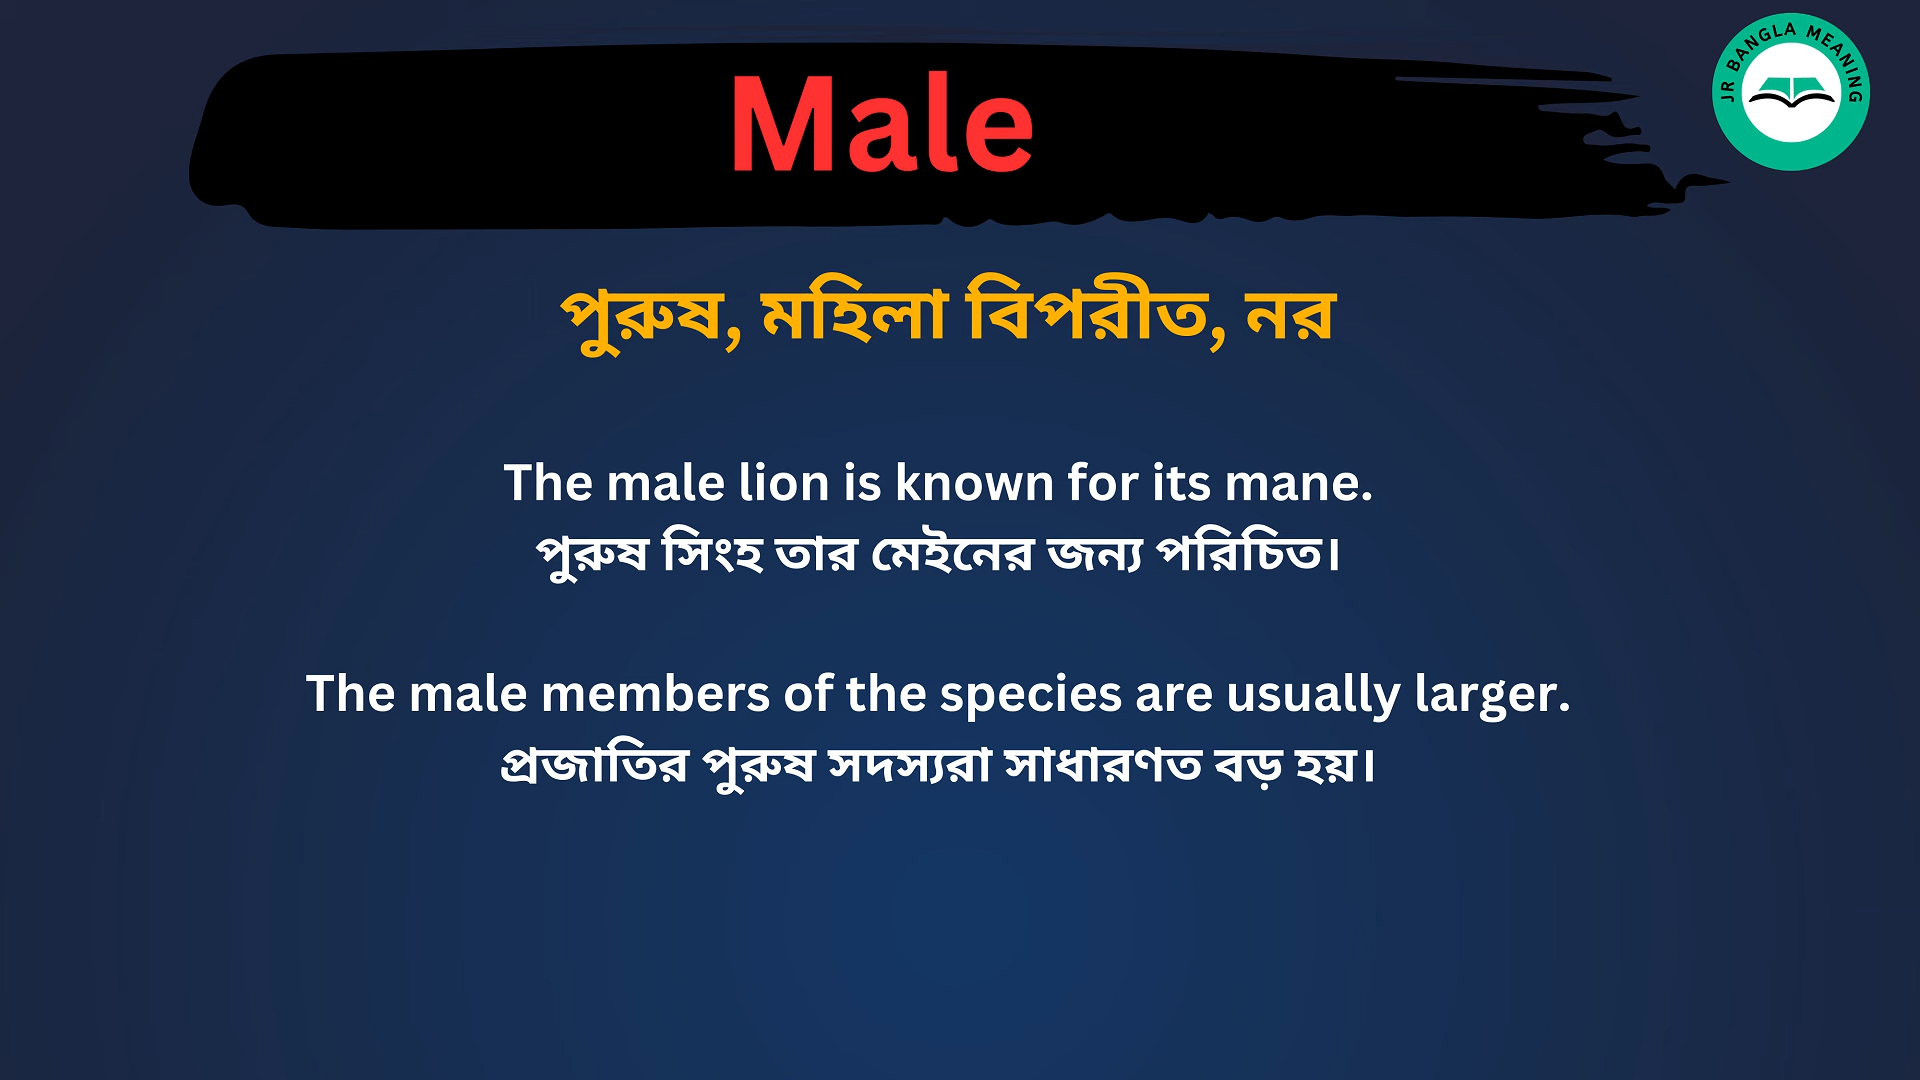 Male
JR BANGLA MEANING
পুরুষ, মহিলা বিপরীত, নর
The male lion is known for its mane.
পুরুষ সিংহ তার মেইনের জন্য পরিচিত।
The male members of the species are usually larger.
প্রজাতির পুরুষ সদস্যরা সাধারণত বড় হয়।